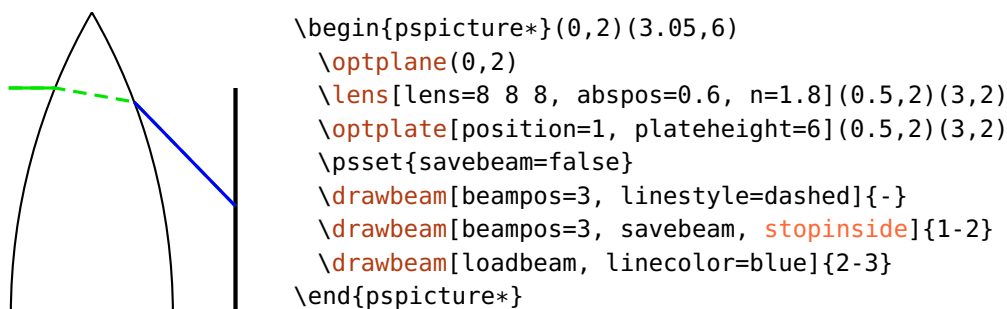 \begin{pspicture*}(0,2)(3.05,6)
\optplane(0,2)
\lens[lens=8 8 8, abspos=0.6, n=1.8](0.5,2)(3,2)
\optplate[position=1, plateheight=6](0.5,2)(3,2)
\psset{savebeam=false}
\drawbeam[beampos=3, linestyle=dashed]{-}
\drawbeam[beampos=3, savebeam, stopinside]{1-2}
\drawbeam[loadbeam, linecolor=blue]{2-3}
\end{pspicture*}